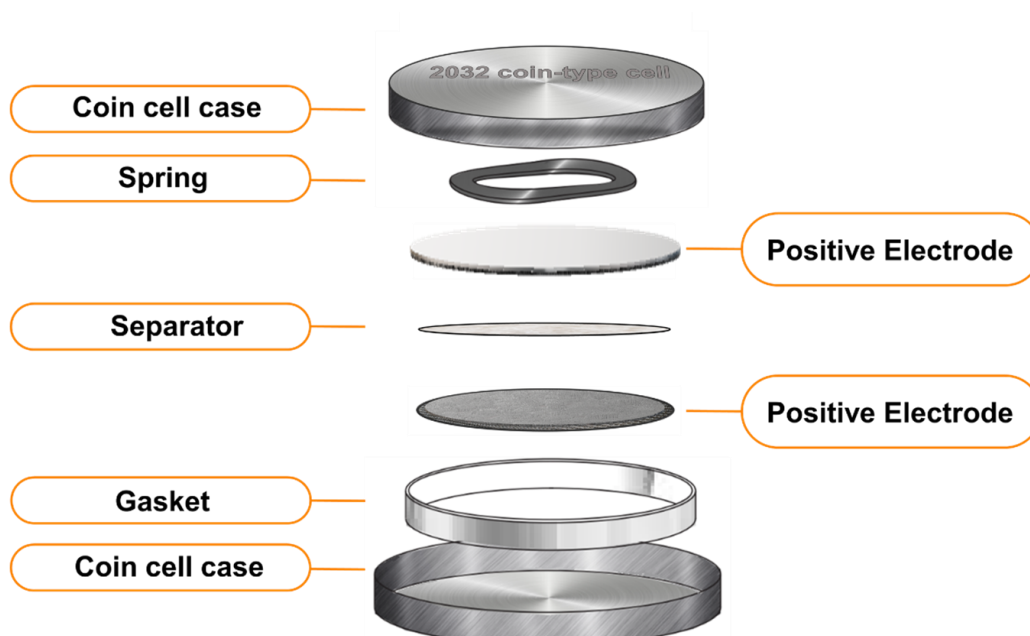 2032 coin-type cell
Coin cell case
Spring
Positive Electrode
Separator
Positive Electrode
Gasket
Coin cell case